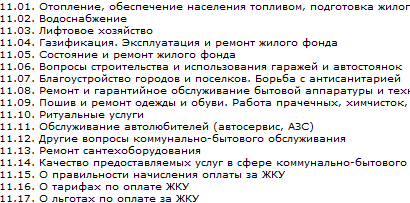 11.01. Отопление, обеспечение населения топливом, подготовка жилог
11.02. Водоснабжение
11.03. Лифтовое хозяйство
11.04. Газификация. Эксплуатация и ремонт жилого фонда
11.05. Состояние и ремонт жилого фонда
11.06. Вопросы строительства и использования гаражей и автостоянок
11.07. Благоустройство городов и поселков. Борьба с антисанитарией
11.08. Ремонт и гарантийное обслуживание бытовой аппаратуры и техн
11.09. Пошив и ремонт одежды и обуви. Работа прачечных, химчисток,
11.10. Ритуальные услуги
11.11. Обслуживание автолюбителей (автосервис, АЗС)
11.12. Другие вопросы коммунально-бытового обслуживания
11.13. Ремонт сантехоборудования
11.14. Качество предоставляемых услуг в сфере коммунально-бытового
11.15. О правильности начисления оплаты за ЖКУ
11.16. О тарифах по оплате ЖКУ
11.17. О льготах по оплате за ЖКУ